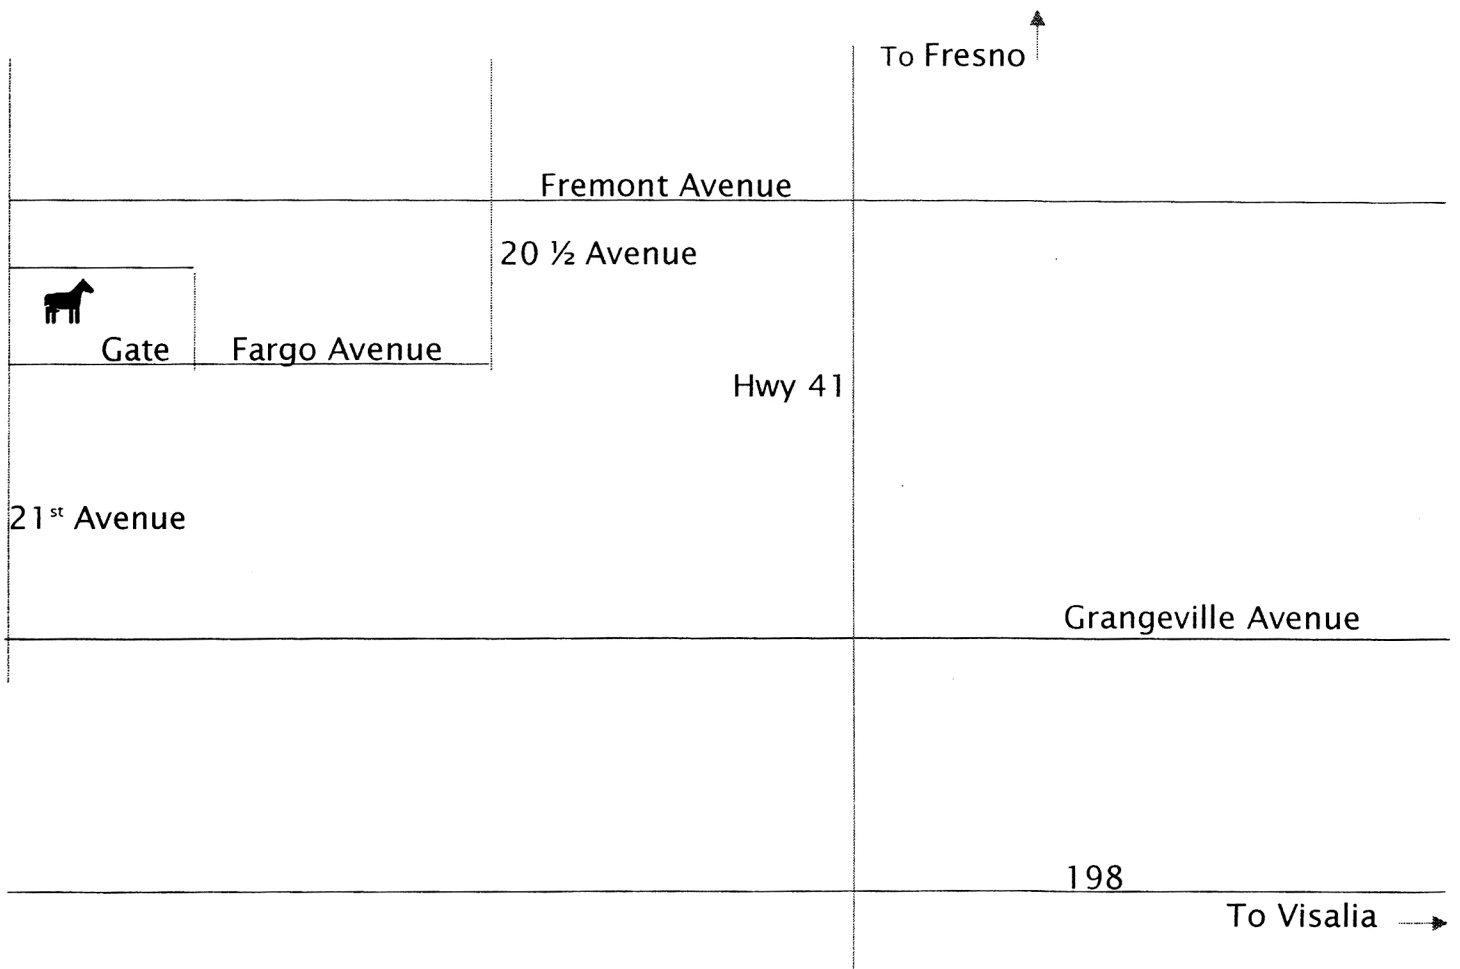 To Fresno
Fremont Avenue
20 ½ Avenue
Gate
Fargo Avenue
Hwy 41
21st Avenue
Grangeville Avenue
198
To Visalia